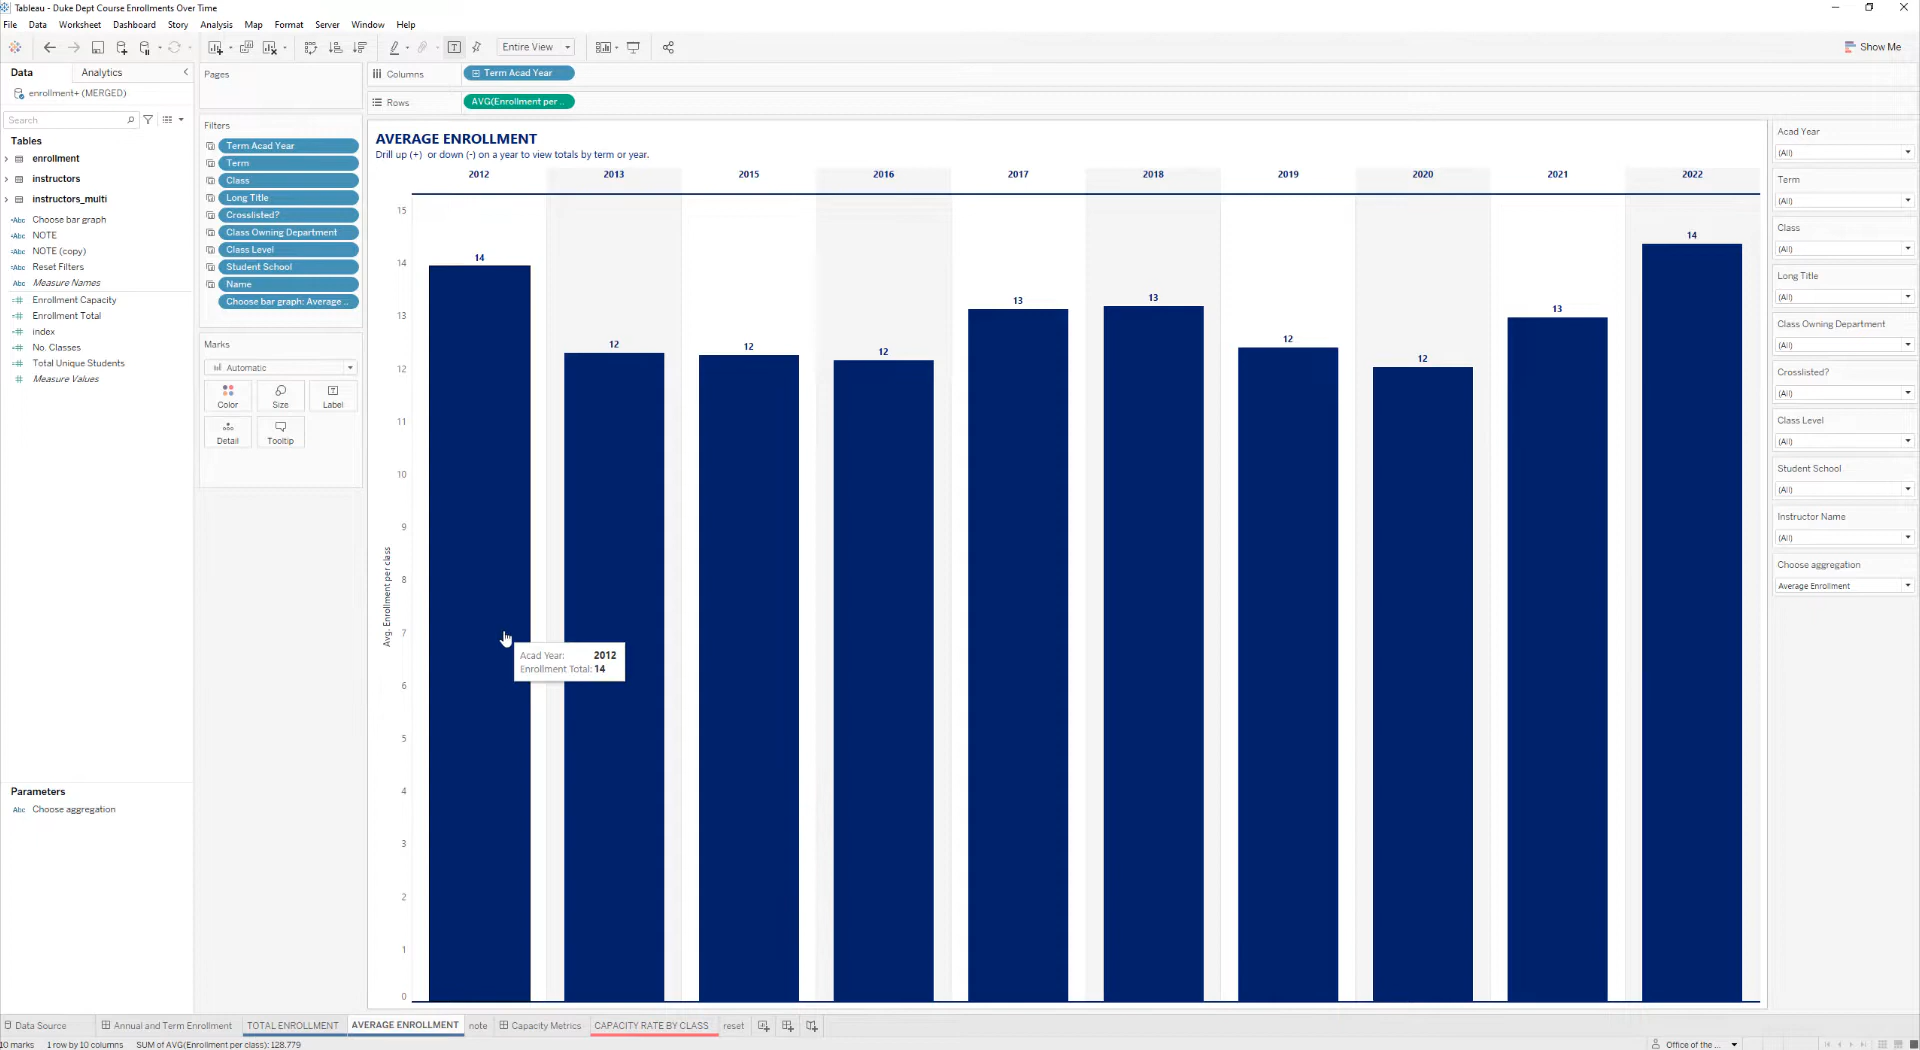 Tableau - Duke Dept Course Enrollments Over Time
File Data Worksheet Dashboard Story Analysis Map Format Server Window Help
Entire View
Show Me
Data Analytics
enrollment+ (MERGED)
Search
Tables
enrollment
instructors
instructors_multi
Abc Choose bar graph
Abc NOTE
Abc NOTE (copy)
Abc Reset Filters
Abc Measure Names
Enrollment Capacity
Enrollment Total
index
No. Classes
Total Unique Students
Measure Values
Parameters
Abc Choose aggregation
Pages
Filters
Term Acad Year
Term
Class
Long Title
Crosslisted?
Class Owning Department
Class Level
Student School
Name
Choose bar graph: Average ..
Marks
Automatic
Color Size Label
Detail Tooltip
Columns Term Acad Year
Rows AVG(Enrollment per ..
AVERAGE ENROLLMENT
Drill up (+) or down (-) on a year to view totals by term or year.
2012 2013 2015 2016 2017 2018 2019 2020 2021 2022
15
14
13
12
11
10
9
8
7
6
5
4
3
2
1
0
Avg. Enrollment per class
14 12 12 12 13 13 12 12 13 14
Acad Year: 2012
Enrollment Total: 14
Acad Year
(All)
Term
(All)
Class
(All)
Long Title
(All)
Class Owning Department
(All)
Crosslisted?
(All)
Class Level
(All)
Student School
(All)
Instructor Name
(All)
Choose aggregation
Average Enrollment
Data Source Annual and Term Enrollment TOTAL ENROLLMENT AVERAGE ENROLLMENT note Capacity Metrics CAPACITY RATE BY CLASS reset
10 marks 1 row by 10 columns SUM of AVG(Enrollment per class): 128.779 Office of the ...